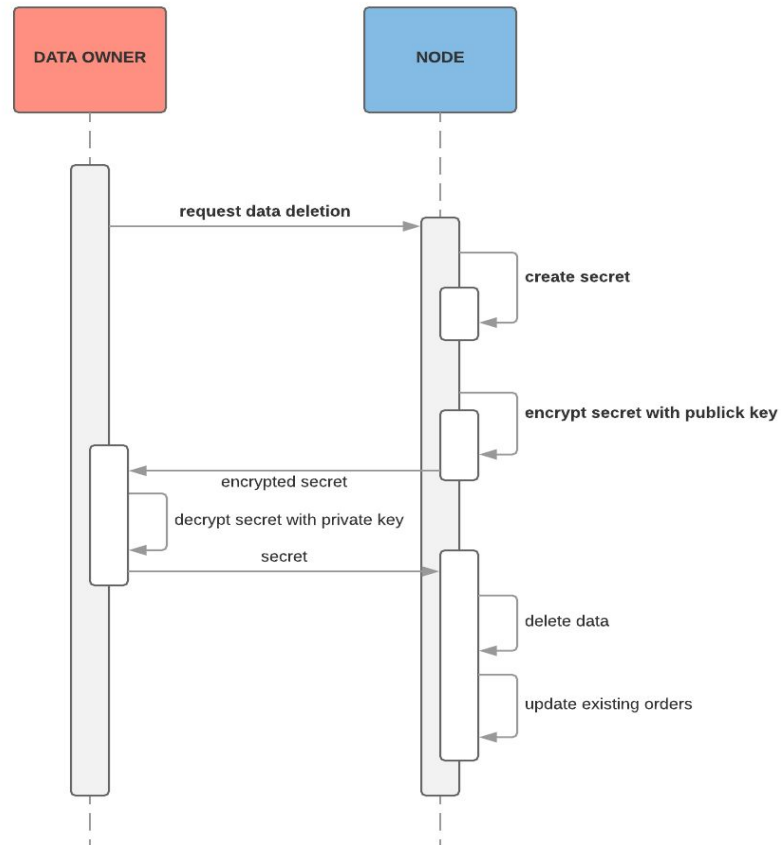 DATA OWNER
NODE
request data deletion
create secret
encrypt secret with publick key
encrypted secret
decrypt secret with private key
secret
delete data
update existing orders